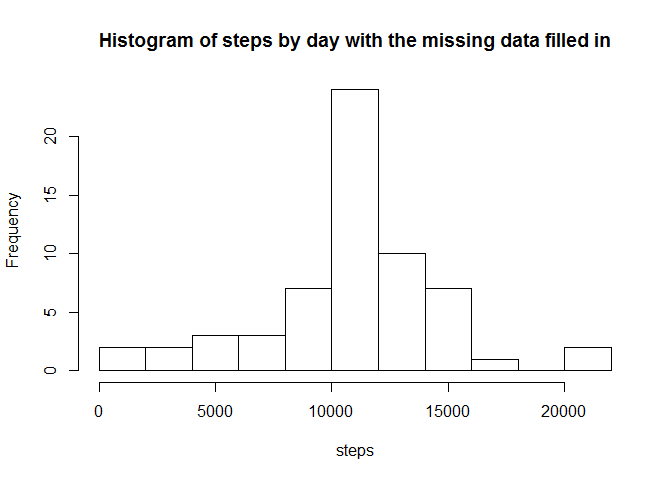 Histogram of steps by day with the missing data filled in
Frequency
20
15
10
5
0
0 5000 10000 15000 20000
steps